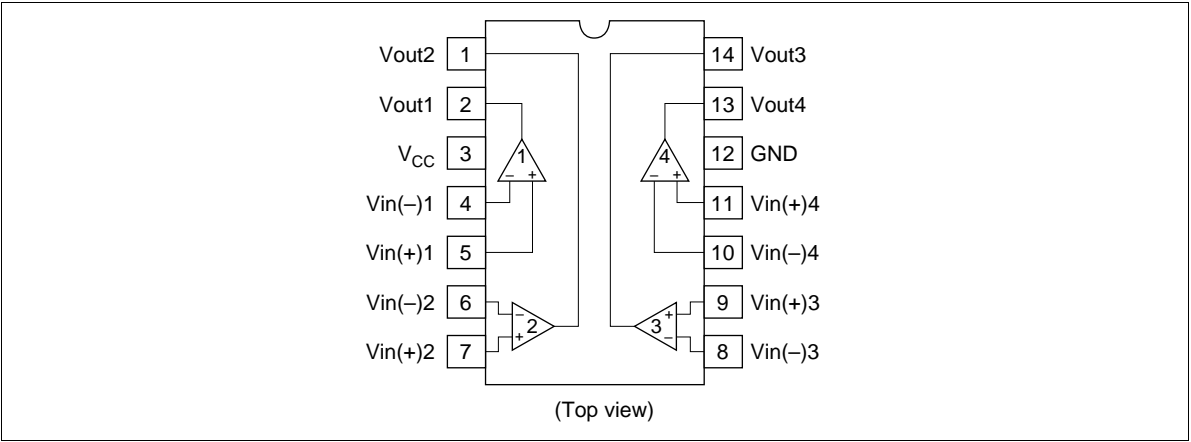 Vout2 1 14 Vout3
Vout1 2 13 Vout4
VCC 3 1 4 12 GND
– + – +
Vin(–)1 4 11 Vin(+)4
Vin(+)1 5 10 Vin(–)4
Vin(–)2 6 – + 9 Vin(+)3
2 3
Vin(+)2 7 + – 8 Vin(–)3
(Top view)